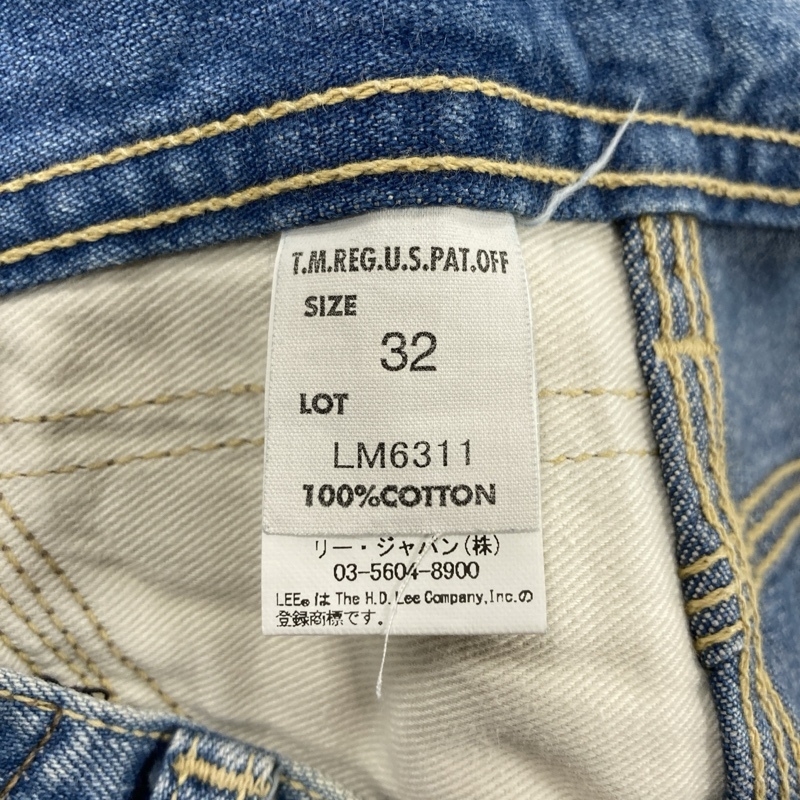 T.M.REG.U.S.PAT.OFF
SIZE
32
LOT
LM6311
100%COTTON
リー・ジャパン(株)
03-5604-8900
LEE®は The H.D.Lee Company,Inc.の
登録商標です。